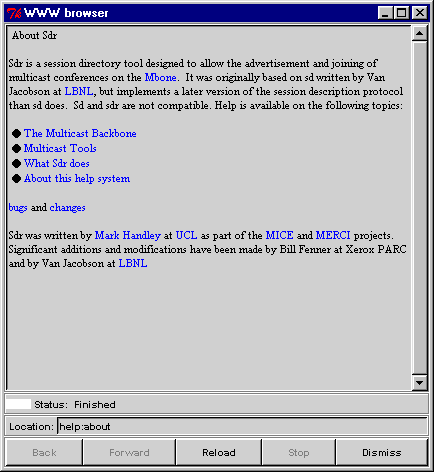 WWW browser
About Sdr
Sdr is a session directory tool designed to allow the advertisement and joining of
multicast conferences on the Mbone. It was originally based on sd written by Van
Jacobson at LBNL, but implements a later version of the session description protocol
than sd does. Sd and sdr are not compatible. Help is available on the following topics:
The Multicast Backbone
Multicast Tools
What Sdr does
About this help system
bugs and changes
Sdr was written by Mark Handley at UCL as part of the MICE and MERCI projects.
Significant additions and modifications have been made by Bill Fenner at Xerox PARC
and by Van Jacobson at LBNL
Status: Finished
Location: help:about
Back Forward Reload Stop Dismiss